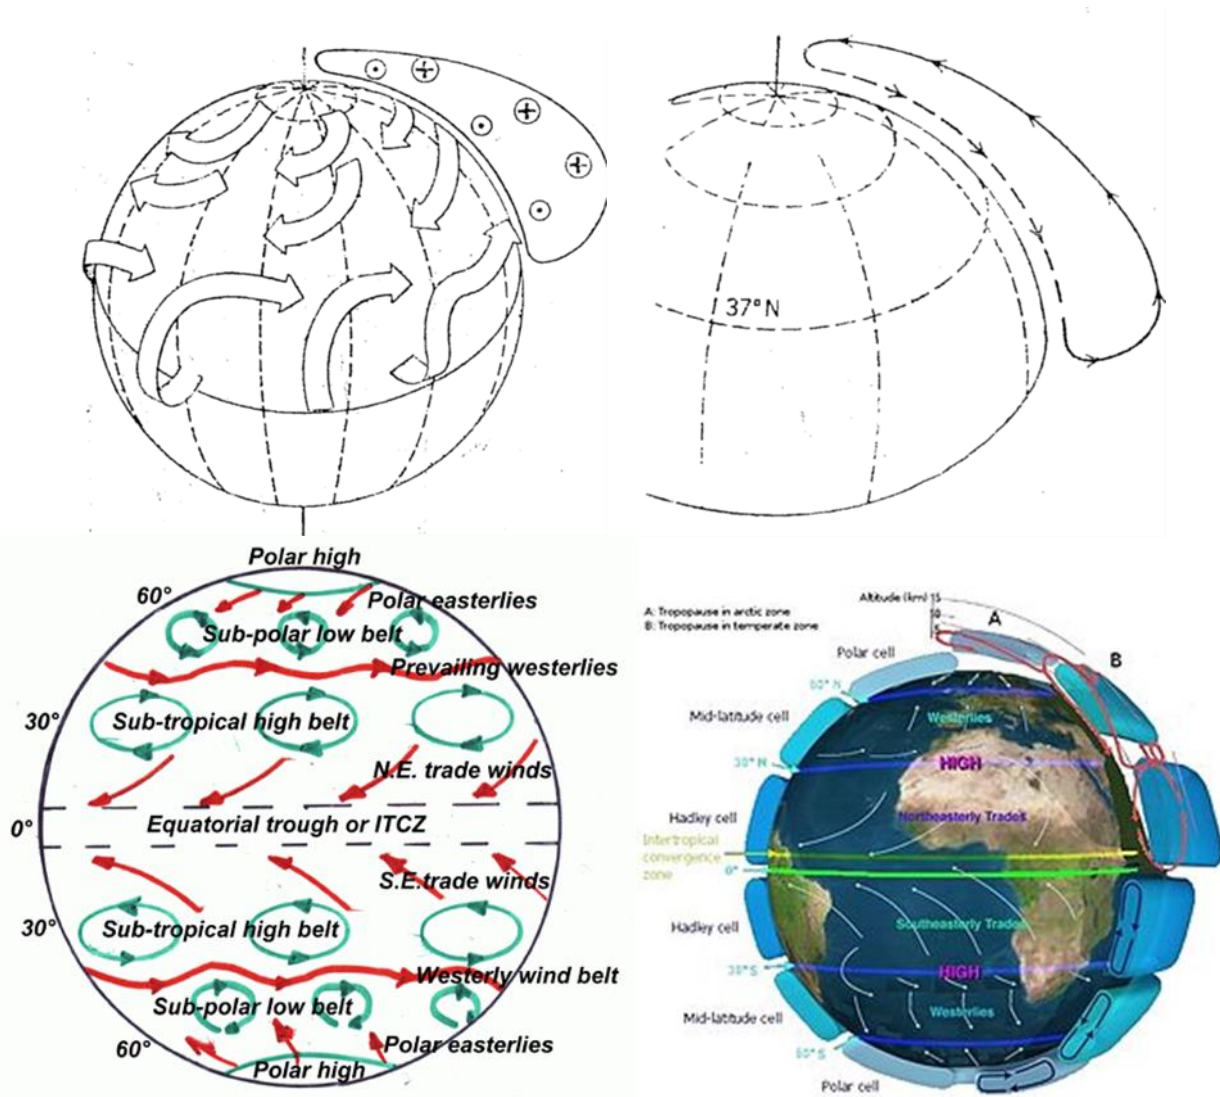 37°N
Polar high
60°
Polar easterlies
Sub-polar low belt
Prevailing westerlies
30°
Sub-tropical high belt
N.E. trade winds
0°
Equatorial trough or ITCZ
S.E.trade winds
30°
Sub-tropical high belt
Westerly wind belt
Sub-polar low belt
60°
Polar easterlies
Polar high
Altitude (km) 15
10
5
A: Tropopause in arctic zone
B: Tropopause in temperate zone
A
B
Polar cell
60° N
Westerlies
Mid-latitude cell
30° N
HIGH
Hadley cell
Northeasterly Trades
Intertropical
convergence
zone
0°
Hadley cell
Southeasterly Trades
30° S
HIGH
Westerlies
Mid-latitude cell
60° S
Polar cell